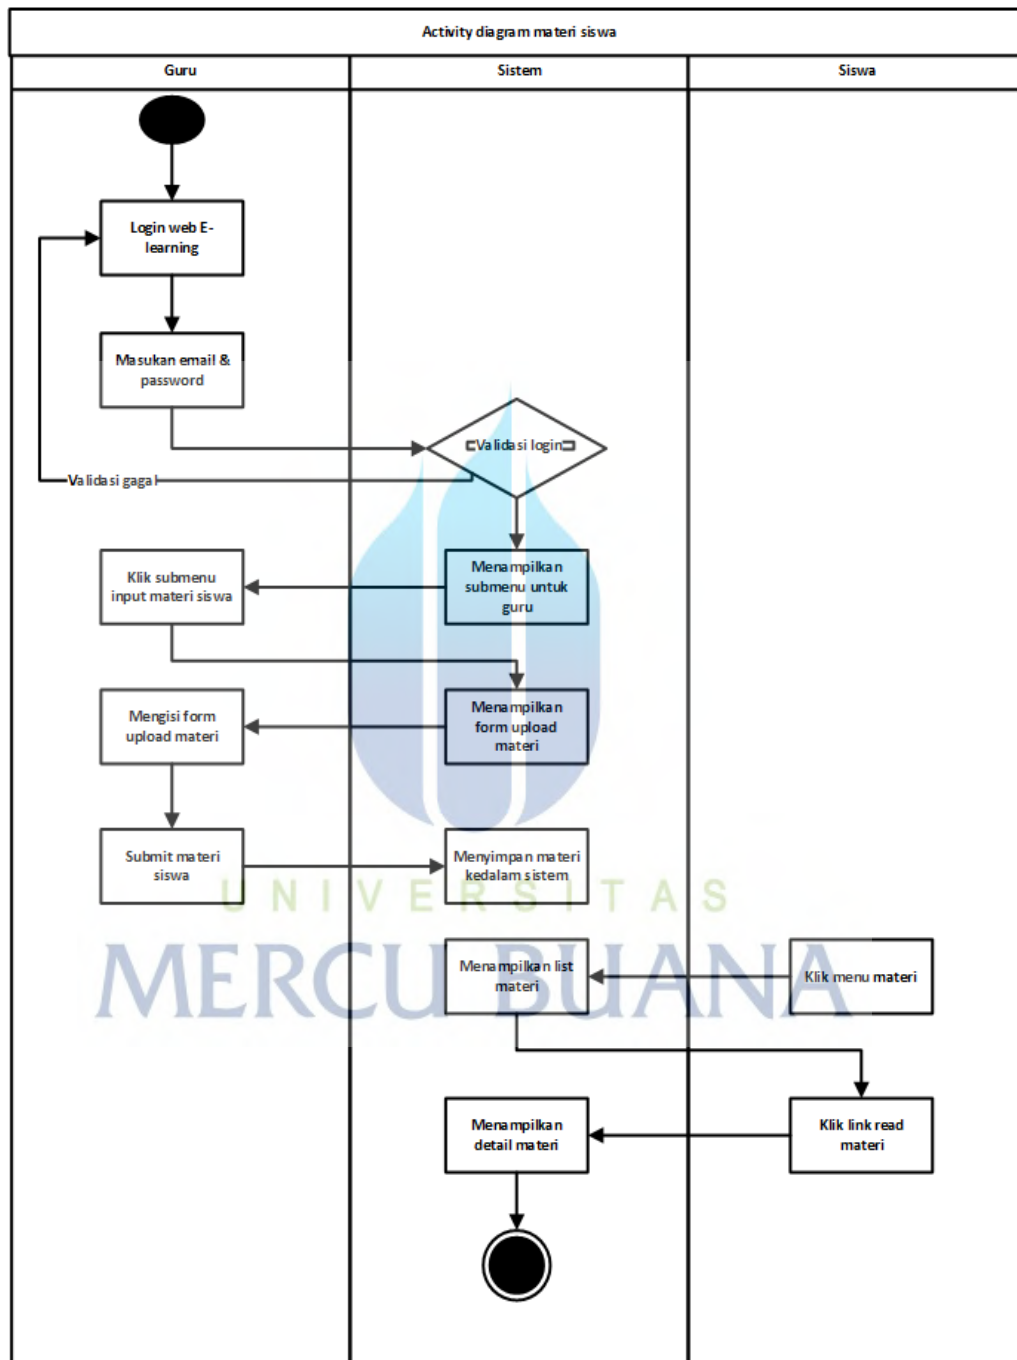 Activity diagram materi siswa
Guru
Sistem
Siswa
Login web E-
learning
Masukan email &
password
Validasi login
Validasi gagal
Menampilkan
submenu untuk
guru
Klik submenu
input materi siswa
Menampilkan
form upload
materi
Mengisi form
upload materi
Submit materi
siswa
Menyimpan materi
kedalam sistem
UNIVERSITAS
MERCU BUANA
Menampilkan list
materi
Klik menu materi
Klik link read
materi
Menampilkan
detail materi